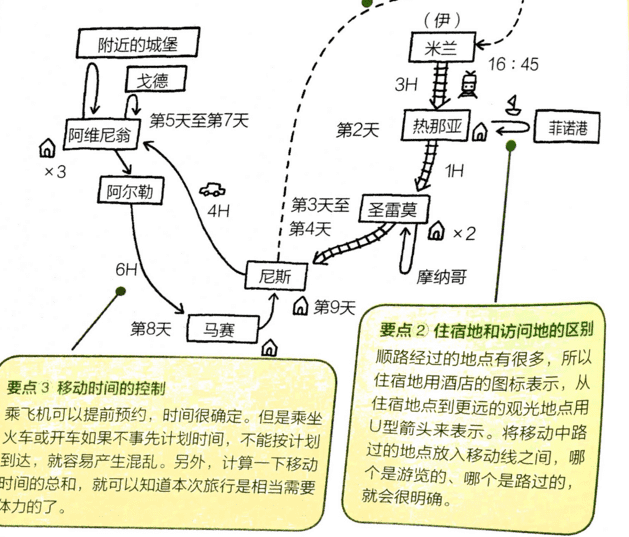 （伊）
米兰
16：45
3H
附近的城堡
戈德
第5天至第7天
阿维尼翁
×3
第2天
热那亚
菲诺港
1H
阿尔勒
4H
第3天至
第4天
圣雷莫
×2
摩纳哥
6H
尼斯
第9天
第8天
马赛
要点2 住宿地和访问地的区别
顺路经过的地点有很多，所以
住宿地用酒店的图标表示，从
住宿地点到更远的观光地点用
U型箭头来表示。将移动中路
过的地点放入移动线之间，哪
个是游览的、哪个是路过的，
就会很明确。
要点3 移动时间的控制
乘飞机可以提前预约，时间很确定。但是乘坐
火车或开车如果不事先计划时间，不能按计划
到达，就容易产生混乱。另外，计算一下移动
时间的总和，就可以知道本次旅行是相当需要
体力的了。